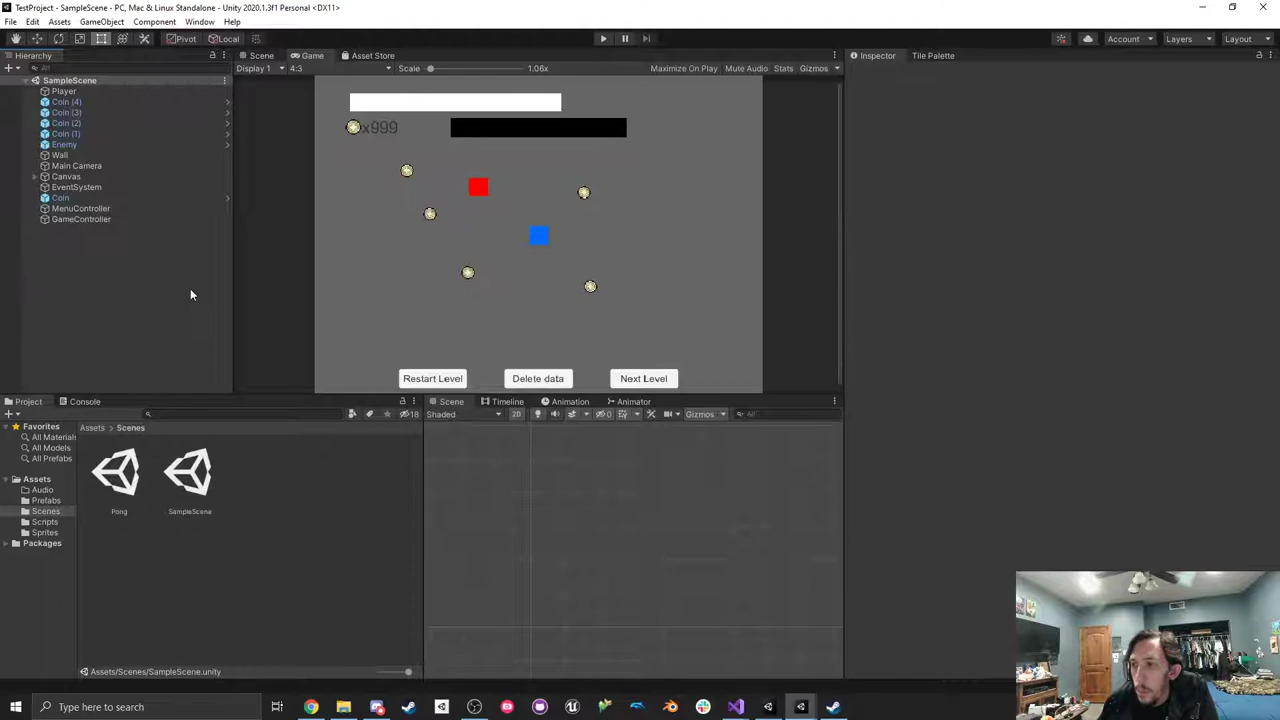 TestProject - SampleScene - PC, Mac & Linux Standalone - Unity 2020.1.3f1 Personal <DX11>
File Edit Assets GameObject Component Window Help
Pivot Local Account Layers Layout
Hierarchy Scene Game Asset Store Inspector Tile Palette
All Display 1 4:3 Scale 1.06x Maximize On Play Mute Audio Stats Gizmos
SampleScene
Player
Coin (4)
Coin (3)
Coin (2)
Coin (1)
Enemy
Wall
Main Camera
Canvas
EventSystem
Coin
MenuController
GameController
x999
Restart Level Delete data Next Level
Project Console Scene Timeline Animation Animator
18 Shaded 2D 0 Gizmos All
Favorites
All Materials
All Models
All Prefabs
Assets
Audio
Prefabs
Scenes
Scripts
Sprites
Packages
Assets > Scenes
Pong SampleScene
Assets/Scenes/SampleScene.unity
Type here to search